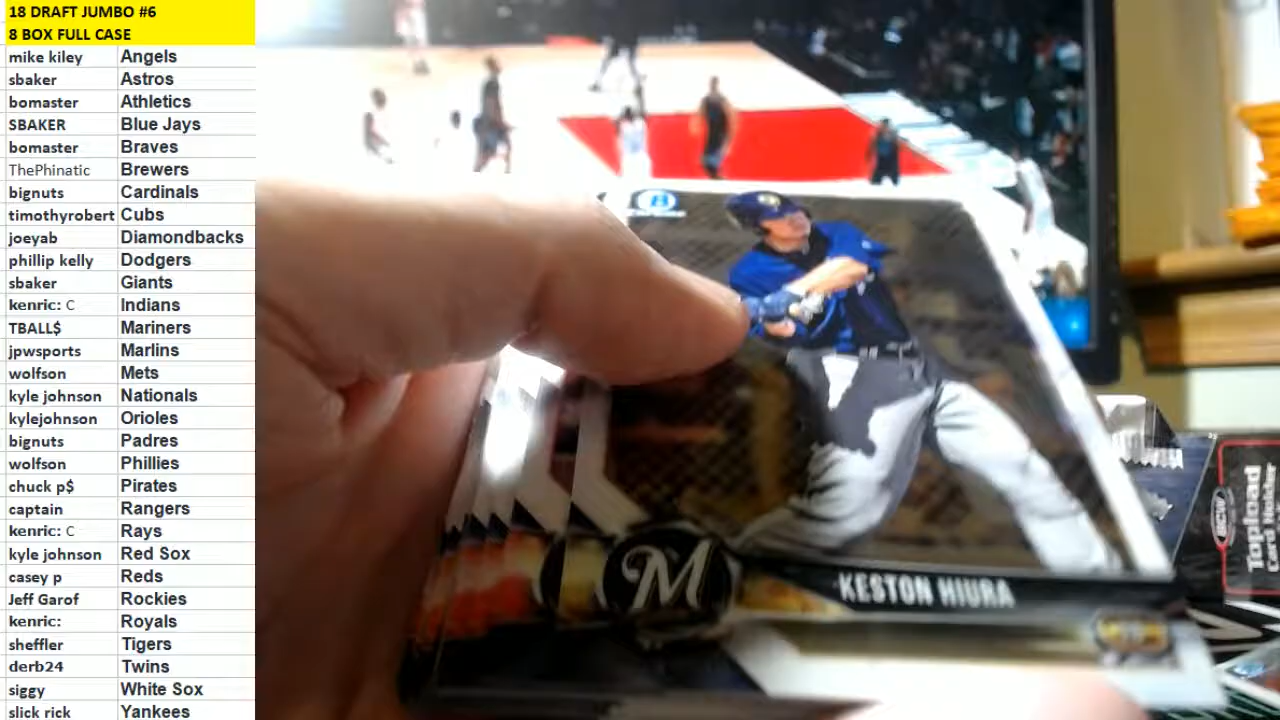 18 DRAFT JUMBO #6
8 BOX FULL CASE
mike kiley Angels
sbaker Astros
bomaster Athletics
SBAKER Blue Jays
bomaster Braves
ThePhinatic Brewers
bignuts Cardinals
timothyrobert Cubs
joeyab Diamondbacks
phillip kelly Dodgers
sbaker Giants
kenric: C Indians
TBALL$ Mariners
jpwsports Marlins
wolfson Mets
kyle johnson Nationals
kylejohnson Orioles
bignuts Padres
wolfson Phillies
chuck p$ Pirates
captain Rangers
kenric: C Rays
kyle johnson Red Sox
casey p Reds
Jeff Garof Rockies
kenric: Royals
sheffler Tigers
derb24 Twins
siggy White Sox
slick rick Yankees
M
KESTON HIURA
BCW
Topload
Card Holder